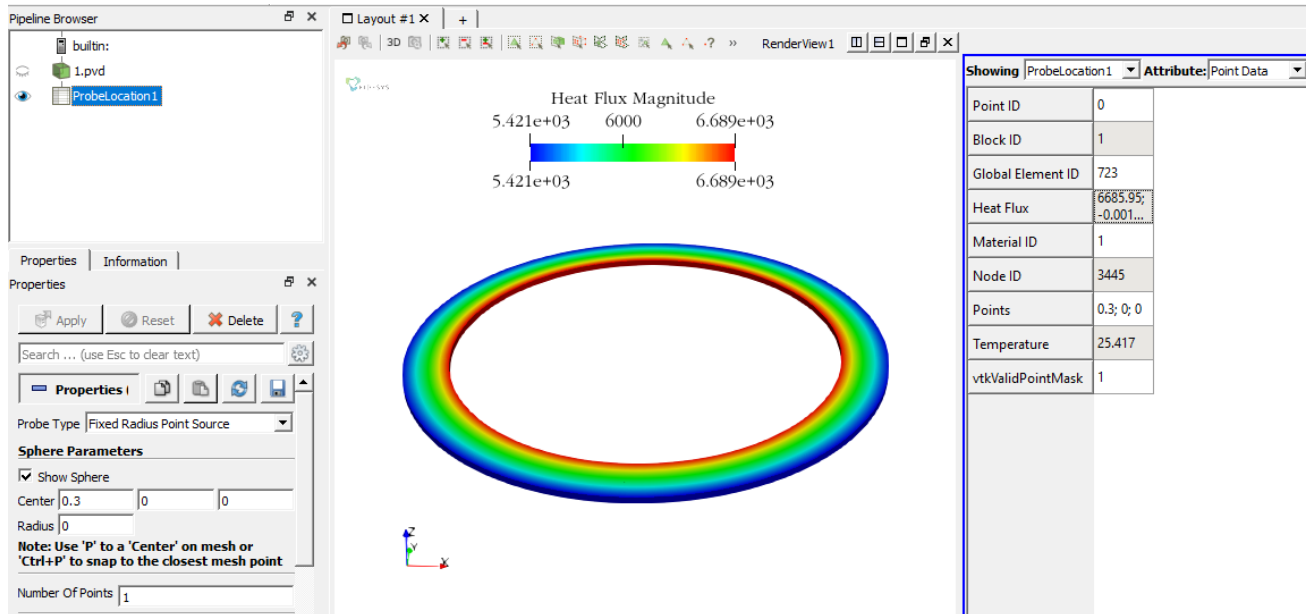 Pipeline Browser
builtin:
1.pvd
ProbeLocation1
Properties
Information
Properties
Apply
Reset
Delete
?
Search ... (use Esc to clear text)
Properties (
Probe Type Fixed Radius Point Source
Sphere Parameters
Show Sphere
Center 0.3 0 0
Radius 0
Note: Use 'P' to a 'Center' on mesh or
'Ctrl+P' to snap to the closest mesh point
Number Of Points 1
Layout #1 +
3D
RenderView1
Heat Flux Magnitude
5.421e+03 6000 6.689e+03
5.421e+03 6.689e+03
Z
Y
X
Showing ProbeLocation1 Attribute: Point Data
Point ID 0
Block ID 1
Global Element ID 723
Heat Flux 6685.95;
-0.001...
Material ID 1
Node ID 3445
Points 0.3; 0; 0
Temperature 25.417
vtkValidPointMask 1